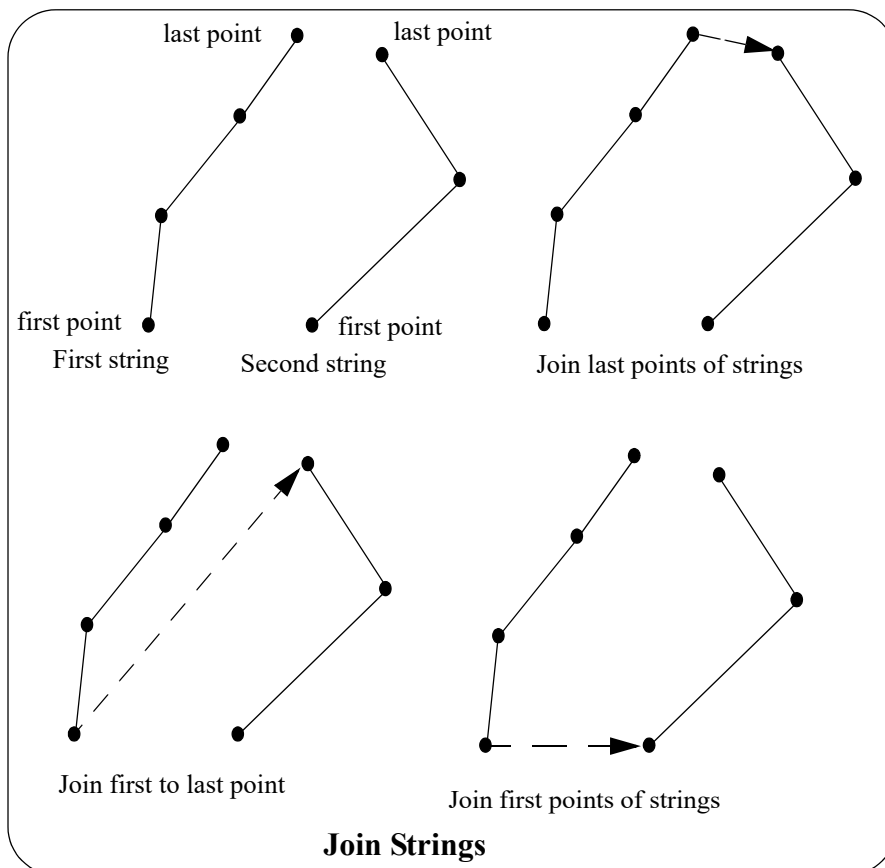 last point
last point
first point
first point
First string
Second string
Join last points of strings
Join first to last point
Join first points of strings
Join Strings